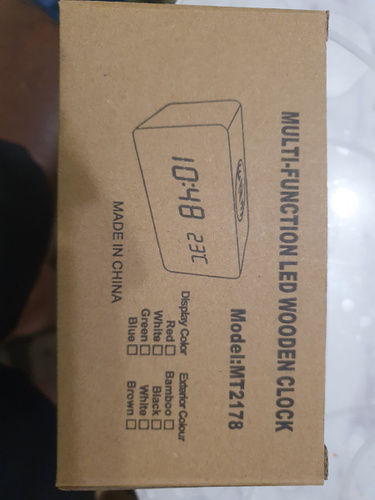 MULTI-FUNCTION LED WOODEN CLOCK
Model:MT2178
10:48 23℃
Display Color Exterior Colour
Red□ Bamboo□
White□ Black□
Green□ White□
Blue□ Brown□
MADE IN CHINA